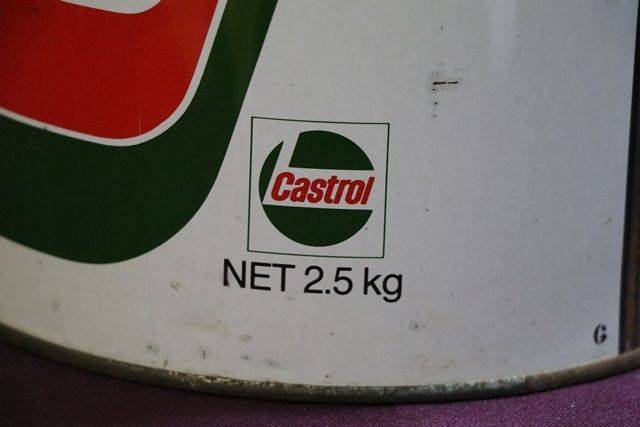 Castrol
NET 2.5 kg
G